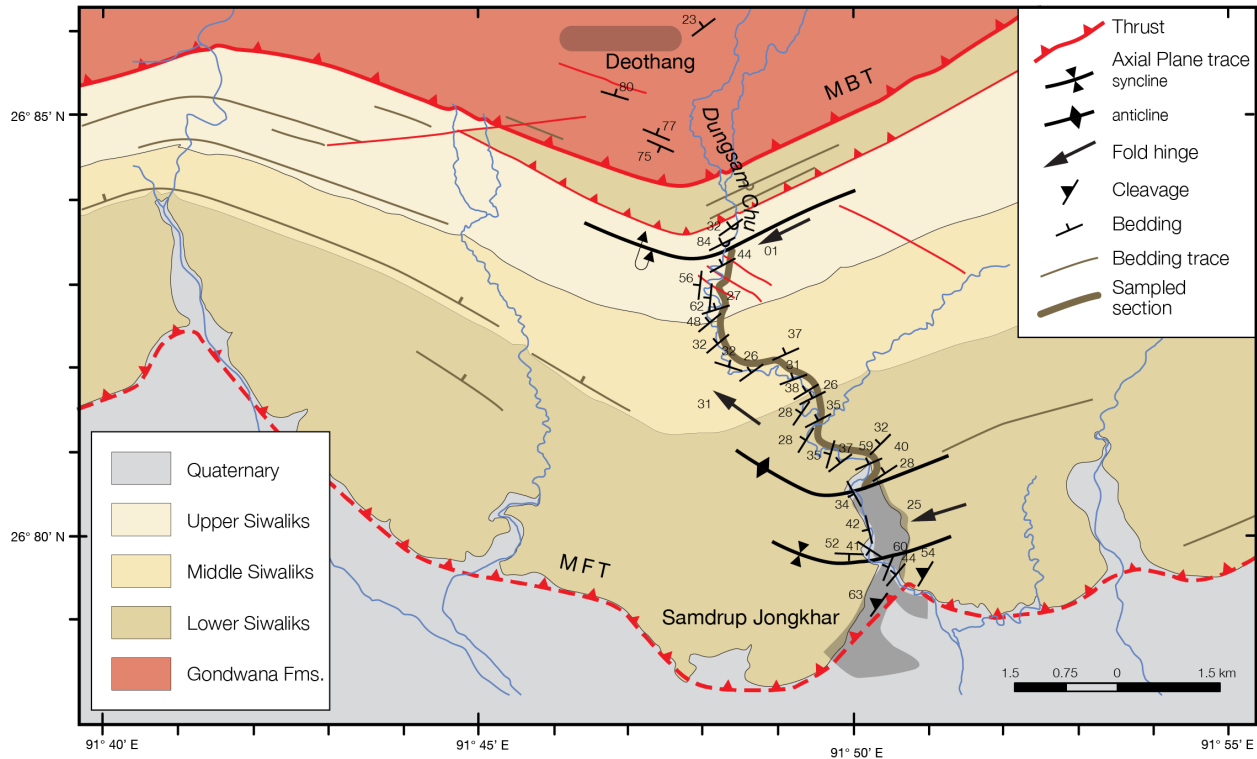 23
Deothang
80
77
75
MBT
Dungsam Chu
Thrust
Axial Plane trace
syncline
anticline
Fold hinge
Cleavage
Bedding
Bedding trace
Sampled
section
26° 85' N
32
84
44
01
56
27
62
48
32
32
26
37
31
38
26
28
35
31
28
35
37
59
32
40
28
34
25
42
52
41
60
54
44
63
26° 80' N
MFT
Samdrup Jongkhar
Quaternary
Upper Siwaliks
Middle Siwaliks
Lower Siwaliks
Gondwana Fms.
1.5 0.75 0 1.5 km
91° 40' E
91° 45' E
91° 50' E
91° 55' E